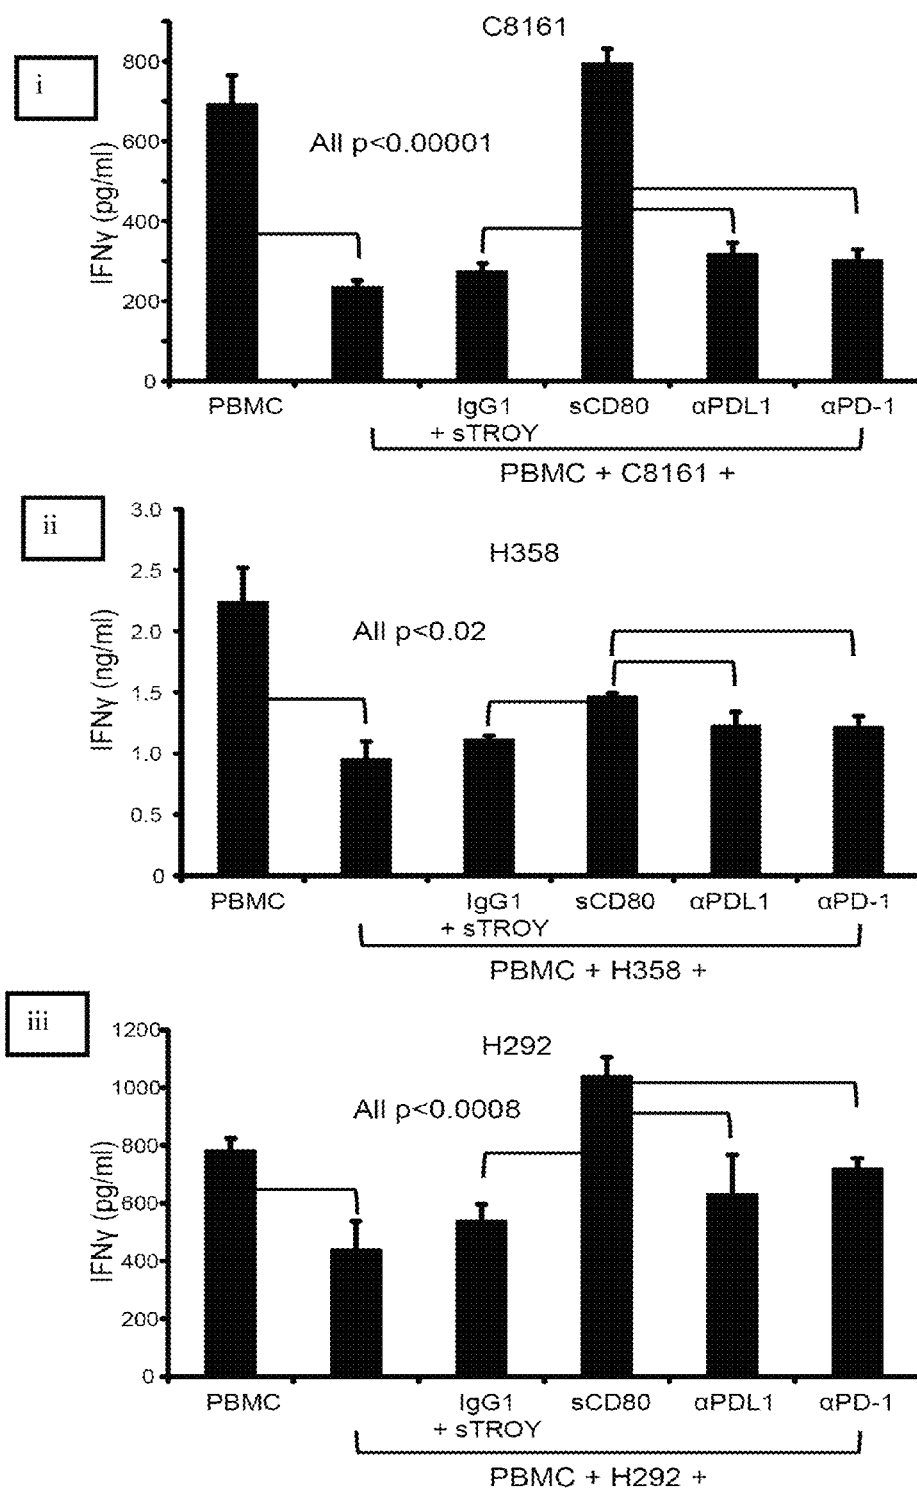 i
C8161
800
600
400
200
0
IFNγ (pg/ml)
All p<0.00001
PBMC IgG1 sCD80 αPDL1 αPD-1
+ sTROY
PBMC + C8161 +
ii
H358
3.0
2.5
2.0
1.5
1.0
0.5
0
IFNγ (ng/ml)
All p<0.02
PBMC IgG1 sCD80 αPDL1 αPD-1
+ sTROY
PBMC + H358 +
iii
H292
1200
1000
800
600
400
200
0
IFNγ (pg/ml)
All p<0.0008
PBMC IgG1 sCD80 αPDL1 αPD-1
+ sTROY
PBMC + H292 +